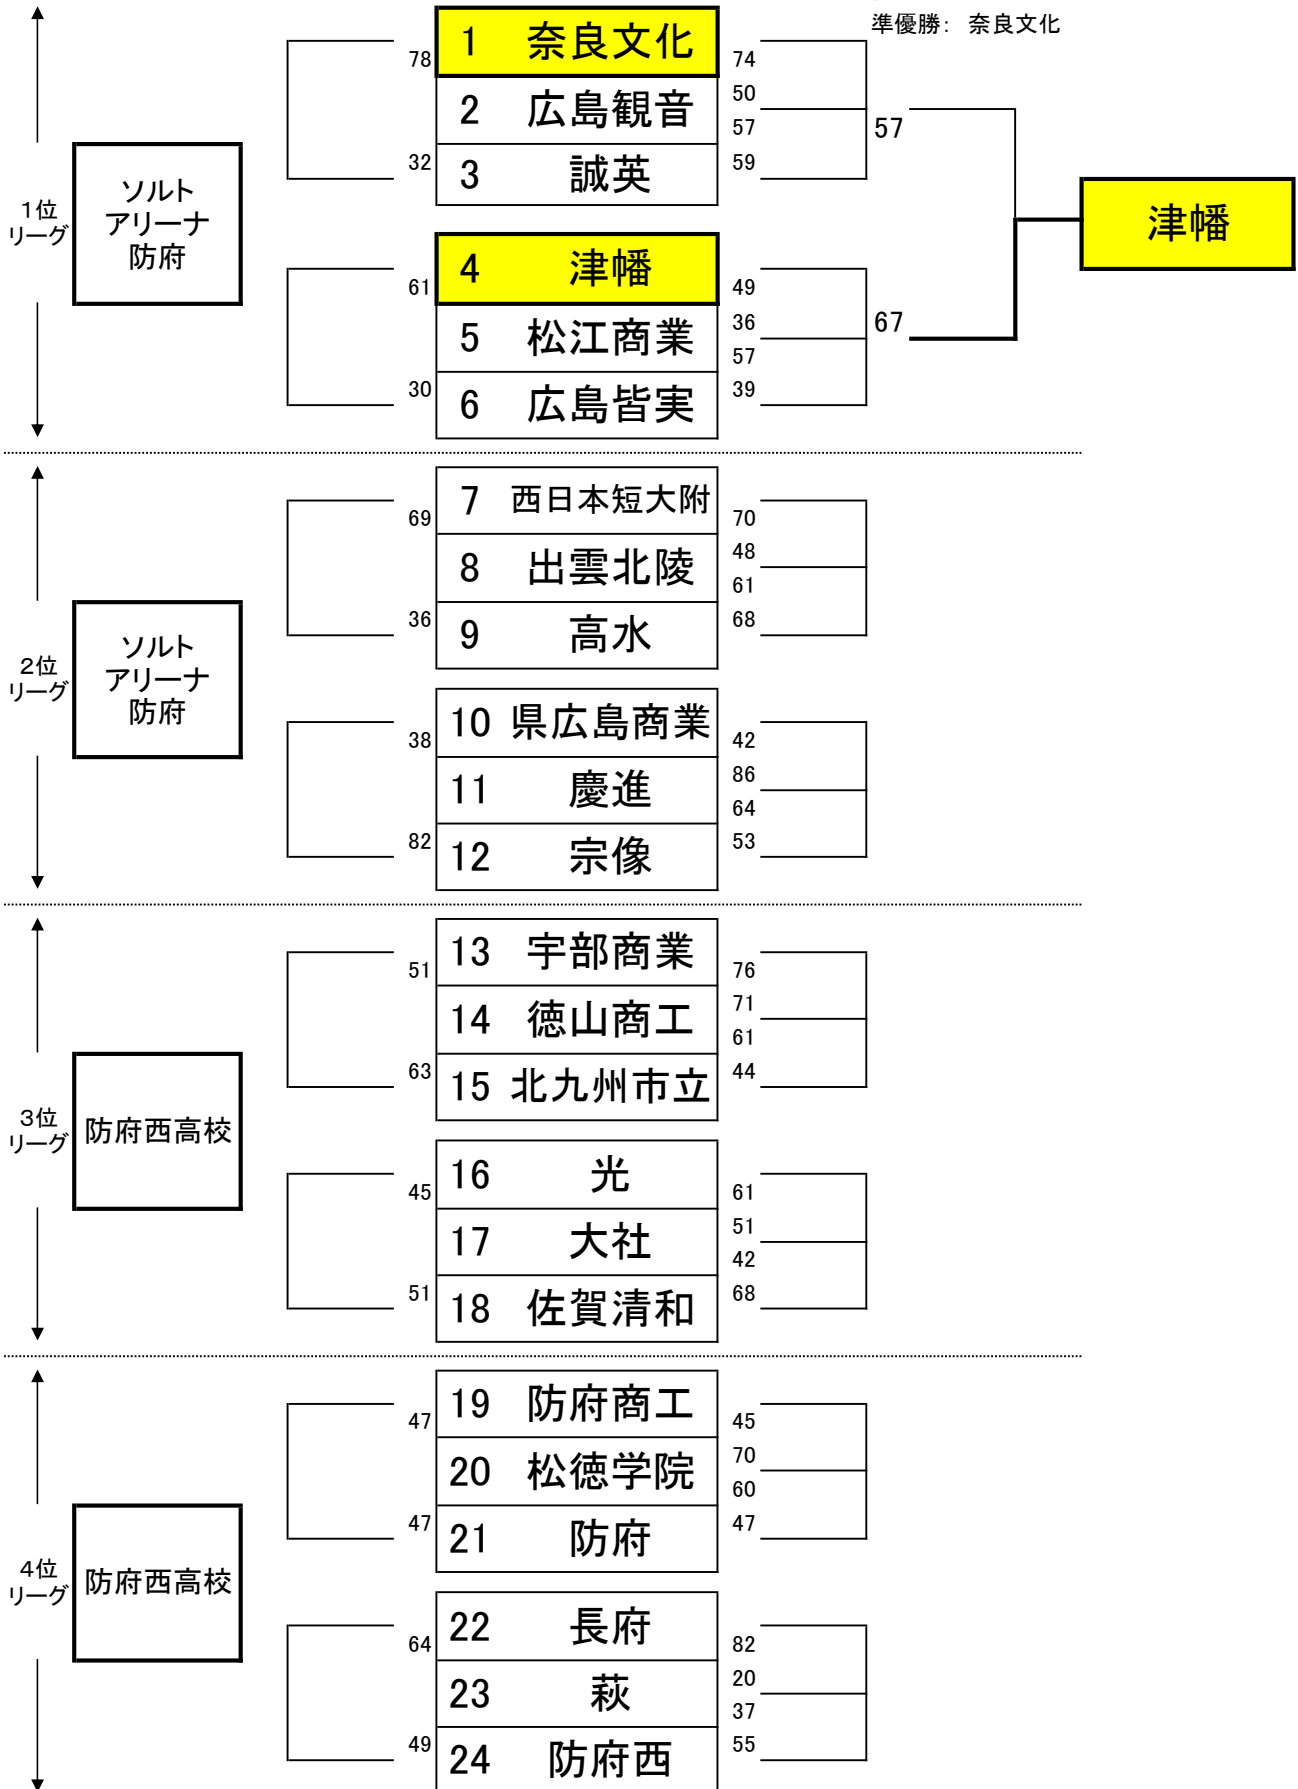 準優勝： 奈良文化
1位
リーグ
ソルト
アリーナ
防府
78
32
1 奈良文化
2 広島観音
3 誠英
74
50
57
59
57
津幡
61
30
4 津幡
5 松江商業
6 広島皆実
49
36
57
39
67
2位
リーグ
ソルト
アリーナ
防府
69
36
7 西日本短大附
8 出雲北陵
9 高水
70
48
61
68
38
82
10 県広島商業
11 慶進
12 宗像
42
86
64
53
3位
リーグ
防府西高校
51
63
13 宇部商業
14 徳山商工
15 北九州市立
76
71
61
44
45
51
16 光
17 大社
18 佐賀清和
61
51
42
68
4位
リーグ
防府西高校
47
47
19 防府商工
20 松徳学院
21 防府
45
70
60
47
64
49
22 長府
23 萩
24 防府西
82
20
37
55